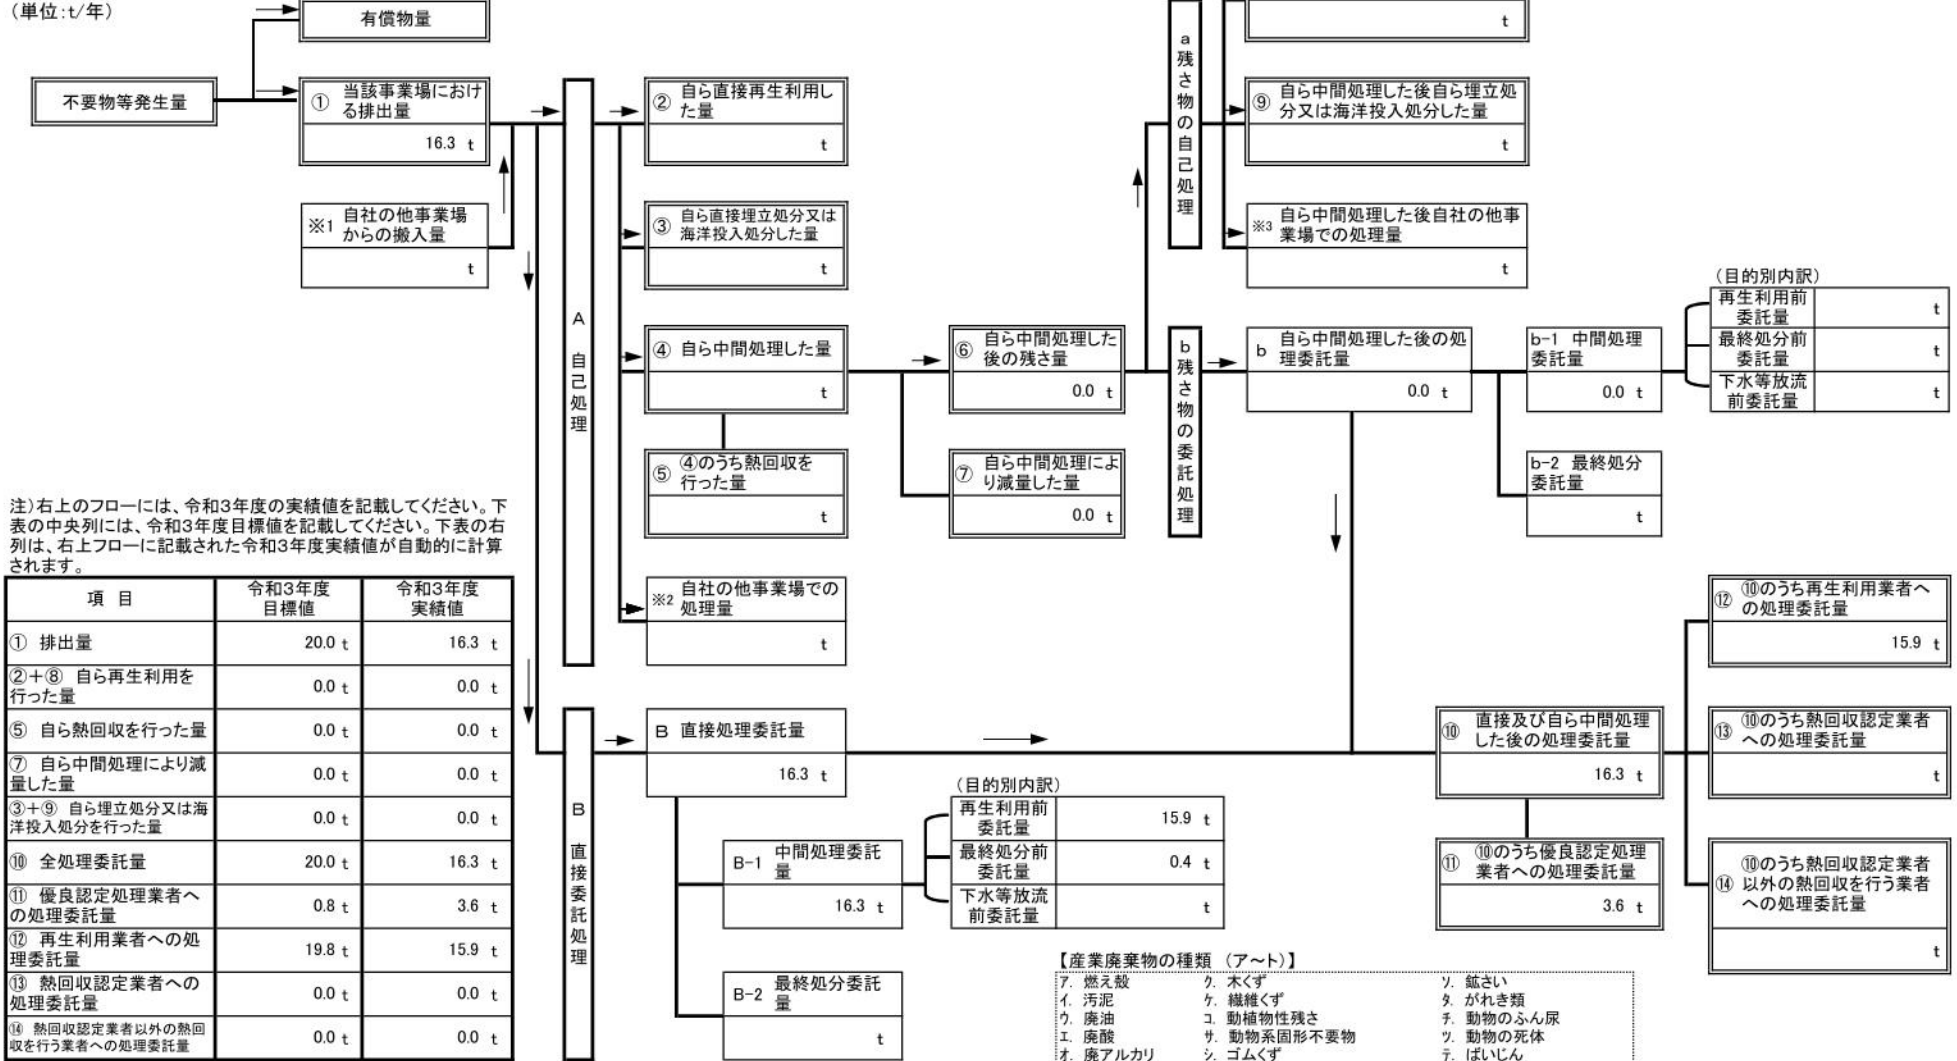 (単位:t/年)
有償物量
不要物等発生量
① 当該事業場におけ
る排出量
16.3 t
※1 自社の他事業場
からの搬入量
t
A 自己処理
② 自ら直接再生利用し
た量
t
③ 自ら直接埋立処分又は
海洋投入処分した量
t
④ 自ら中間処理した量
t
⑤ ④のうち熱回収を
行った量
t
※2 自社の他事業場での
処理量
t
⑥ 自ら中間処理した
後の残さ量
0.0 t
⑦ 自ら中間処理によ
り減量した量
0.0 t
a 残さ物の自己処理
t
⑨ 自ら中間処理した後自ら埋立処
分又は海洋投入処分した量
t
※3 自ら中間処理した後自社の他事
業場での処理量
t
b 残さ物の委託処理
b 自ら中間処理した後の処
理委託量
0.0 t
b-1 中間処理
委託量
0.0 t
(目的別内訳)
再生利用前
委託量
t
最終処分前
委託量
t
下水等放流
前委託量
t
b-2 最終処分
委託量
t
注)右上のフローには、令和3年度の実績値を記載してください。下
表の中央列には、令和3年度目標値を記載してください。下表の右
列は、右上フローに記載された令和3年度実績値が自動的に計算
されます。
項 目
令和3年度
目標値
令和3年度
実績値
① 排出量 20.0 t 16.3 t
②+⑧ 自ら再生利用を
行った量
0.0 t 0.0 t
⑤ 自ら熱回収を行った量 0.0 t 0.0 t
⑦ 自ら中間処理により減
量した量
0.0 t 0.0 t
③+⑨ 自ら埋立処分又は海
洋投入処分を行った量
0.0 t 0.0 t
⑩ 全処理委託量 20.0 t 16.3 t
⑪ 優良認定処理業者へ
の処理委託量
0.8 t 3.6 t
⑫ 再生利用業者への処
理委託量
19.8 t 15.9 t
⑬ 熱回収認定業者への
処理委託量
0.0 t 0.0 t
⑭ 熱回収認定業者以外の熱回
収を行う業者への処理委託量
0.0 t 0.0 t
B 直接委託処理
B 直接処理委託量
16.3 t
B-1 中間処理委託
量
16.3 t
(目的別内訳)
再生利用前
委託量
15.9 t
最終処分前
委託量
0.4 t
下水等放流
前委託量
t
B-2 最終処分委託
量
t
⑩ 直接及び自ら中間処理
した後の処理委託量
16.3 t
⑪ ⑩のうち優良認定処理
業者への処理委託量
3.6 t
⑫ ⑩のうち再生利用業者へ
の処理委託量
15.9 t
⑬ ⑩のうち熱回収認定業者
への処理委託量
t
⑭ ⑩のうち熱回収認定業者
以外の熱回収を行う業者
への処理委託量
t
【産業廃棄物の種類 (ア~ト)】
ア. 燃え殻 ク. 木くず ソ. 鉱さい
イ. 汚泥 ケ. 繊維くず タ. がれき類
ウ. 廃油 コ. 動植物性残さ チ. 動物のふん尿
エ. 廃酸 サ. 動物系固形不要物 ツ. 動物の死体
オ. 廃アルカリ シ. ゴムくず テ. ばいじん